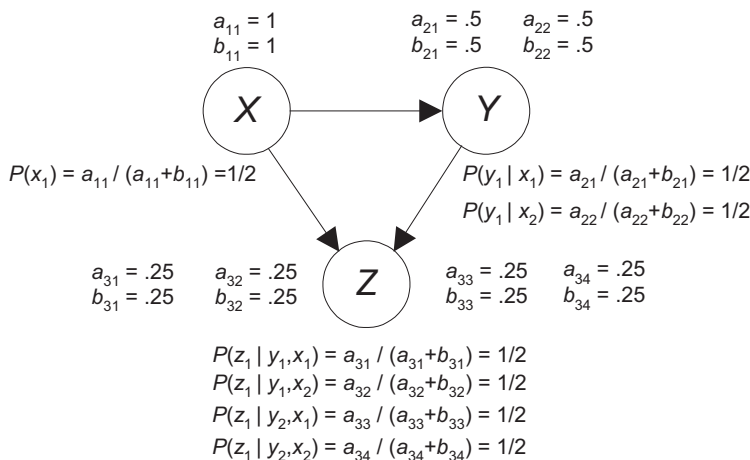 a₁₁ = 1
b₁₁ = 1
a₂₁ = .5 a₂₂ = .5
b₂₁ = .5 b₂₂ = .5
X
Y
P(x₁) = a₁₁ / (a₁₁+b₁₁) =1/2
P(y₁ | x₁) = a₂₁ / (a₂₁+b₂₁) = 1/2
P(y₁ | x₂) = a₂₂ / (a₂₂+b₂₂) = 1/2
a₃₁ = .25 a₃₂ = .25
b₃₁ = .25 b₃₂ = .25
Z
a₃₃ = .25 a₃₄ = .25
b₃₃ = .25 b₃₄ = .25
P(z₁ | y₁,x₁) = a₃₁ / (a₃₁+b₃₁) = 1/2
P(z₁ | y₁,x₂) = a₃₂ / (a₃₂+b₃₂) = 1/2
P(z₁ | y₂,x₁) = a₃₃ / (a₃₃+b₃₃) = 1/2
P(z₁ | y₂,x₂) = a₃₄ / (a₃₄+b₃₄) = 1/2